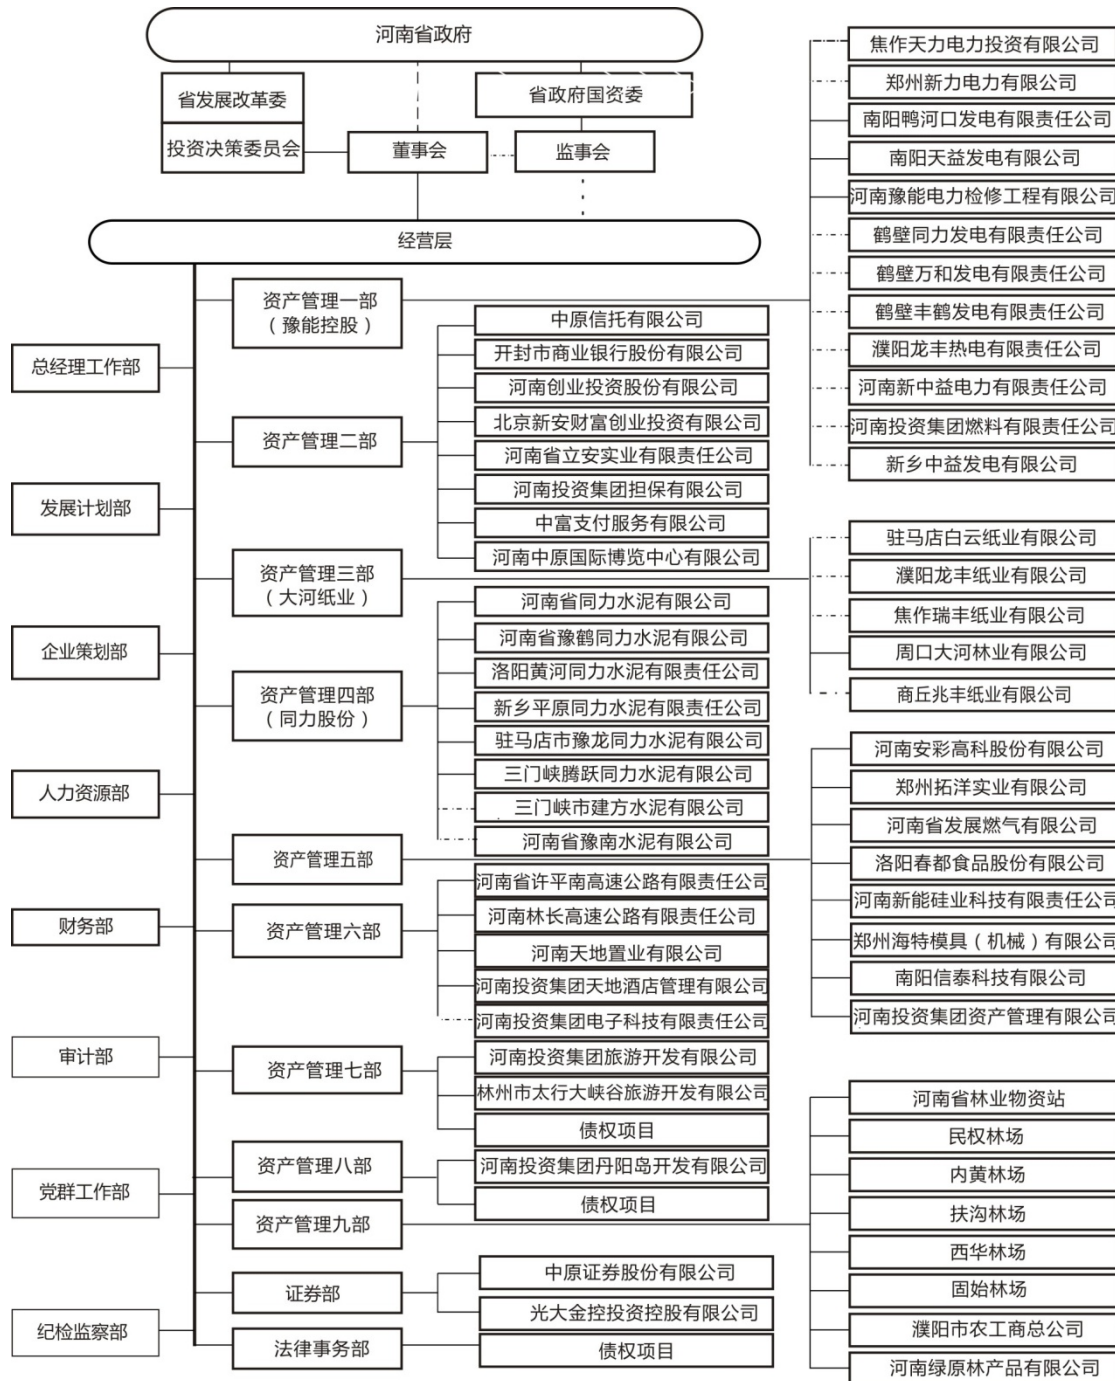 河南省政府
省发展改革委
省政府国资委
投资决策委员会
董事会
监事会
经营层
总经理工作部
发展计划部
企业策划部
人力资源部
财务部
审计部
党群工作部
纪检监察部
资产管理一部
（豫能控股）
焦作天力电力投资有限公司
郑州新力电力有限公司
南阳鸭河口发电有限责任公司
南阳天益发电有限公司
河南豫能电力检修工程有限公司
鹤壁同力发电有限责任公司
鹤壁万和发电有限责任公司
鹤壁丰鹤发电有限责任公司
濮阳龙丰热电有限责任公司
河南新中益电力有限责任公司
河南投资集团燃料有限责任公司
新乡中益发电有限公司
资产管理二部
中原信托有限公司
开封市商业银行股份有限公司
河南创业投资股份有限公司
北京新安财富创业投资有限公司
河南省立安实业有限责任公司
河南投资集团担保有限公司
中富支付服务有限公司
河南中原国际博览中心有限公司
资产管理三部
（大河纸业）
驻马店白云纸业有限公司
濮阳龙丰纸业有限公司
焦作瑞丰纸业有限公司
周口大河林业有限公司
商丘兆丰纸业有限公司
资产管理四部
（同力股份）
河南省同力水泥有限公司
河南省豫鹤同力水泥有限公司
洛阳黄河同力水泥有限责任公司
新乡平原同力水泥有限责任公司
驻马店市豫龙同力水泥有限公司
三门峡腾跃同力水泥有限公司
三门峡市建方水泥有限公司
河南省豫南水泥有限公司
资产管理五部
河南安彩高科股份有限公司
郑州拓洋实业有限公司
河南省发展燃气有限公司
洛阳春都食品股份有限公司
河南新能硅业科技有限责任公司
郑州海特模具（机械）有限公司
南阳信泰科技有限公司
河南投资集团资产管理有限公司
资产管理六部
河南省许平南高速公路有限责任公司
河南林长高速公路有限责任公司
河南天地置业有限公司
河南投资集团天地酒店管理有限公司
河南投资集团电子科技有限责任公司
资产管理七部
河南投资集团旅游开发有限公司
林州市太行大峡谷旅游开发有限公司
债权项目
资产管理八部
河南投资集团丹阳岛开发有限公司
债权项目
资产管理九部
河南省林业物资站
民权林场
内黄林场
扶沟林场
西华林场
固始林场
濮阳市农工商总公司
河南绿原林产品有限公司
证券部
中原证券股份有限公司
光大金控投资控股有限公司
法律事务部
债权项目